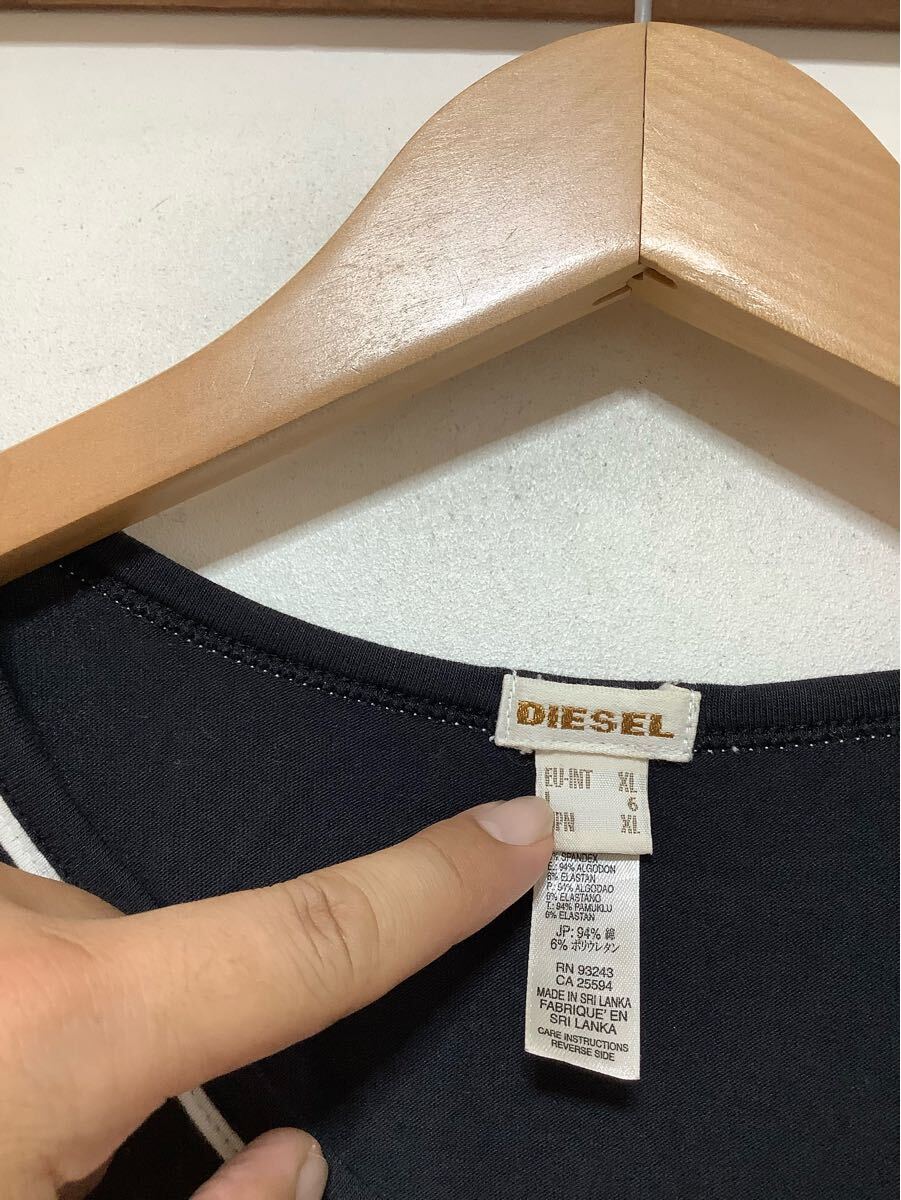 DIESEL
EU-INT XL
I 6
JPN XL
6% SPANDEX
E.: 94% ALGODON
6% ELASTAN
P.: 94% ALGODAO
6% ELASTANO
T.: 94% PAMUKLU
6% ELASTAN
JP: 94% 綿
6% ポリウレタン
RN 93243
CA 25594
MADE IN SRI LANKA
FABRIQUE' EN
SRI LANKA
CARE INSTRUCTIONS
REVERSE SIDE